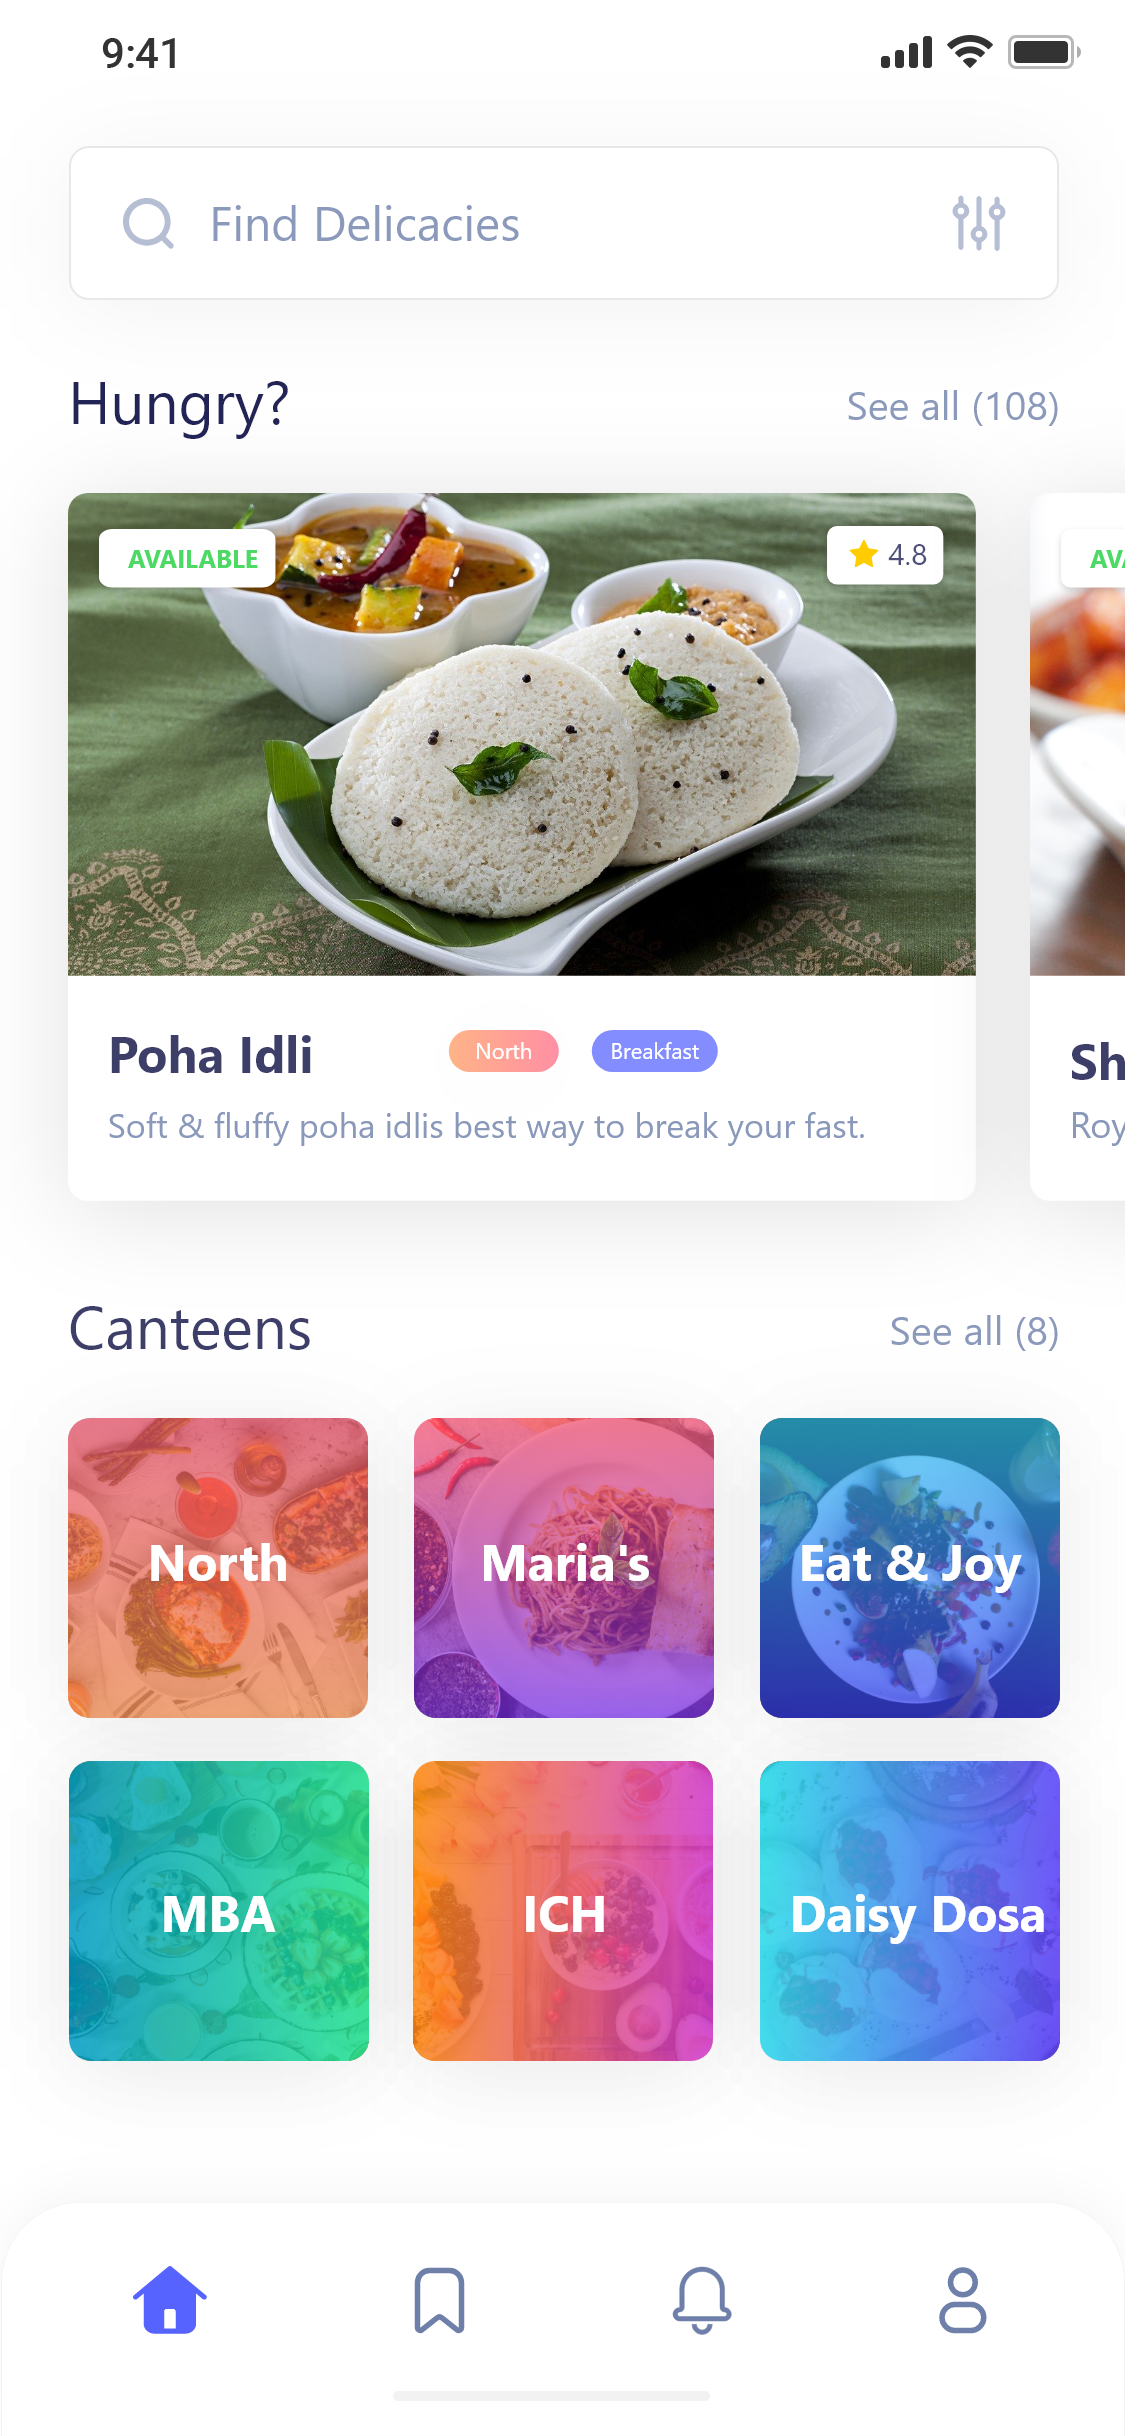 9:41
Find Delicacies
Hungry?
See all (108)
AVAILABLE
4.8
AV
Poha Idli
North
Breakfast
Sh
Soft & fluffy poha idlis best way to break your fast.
Roy
Canteens
See all (8)
North
Maria's
Eat & Joy
MBA
ICH
Daisy Dosa